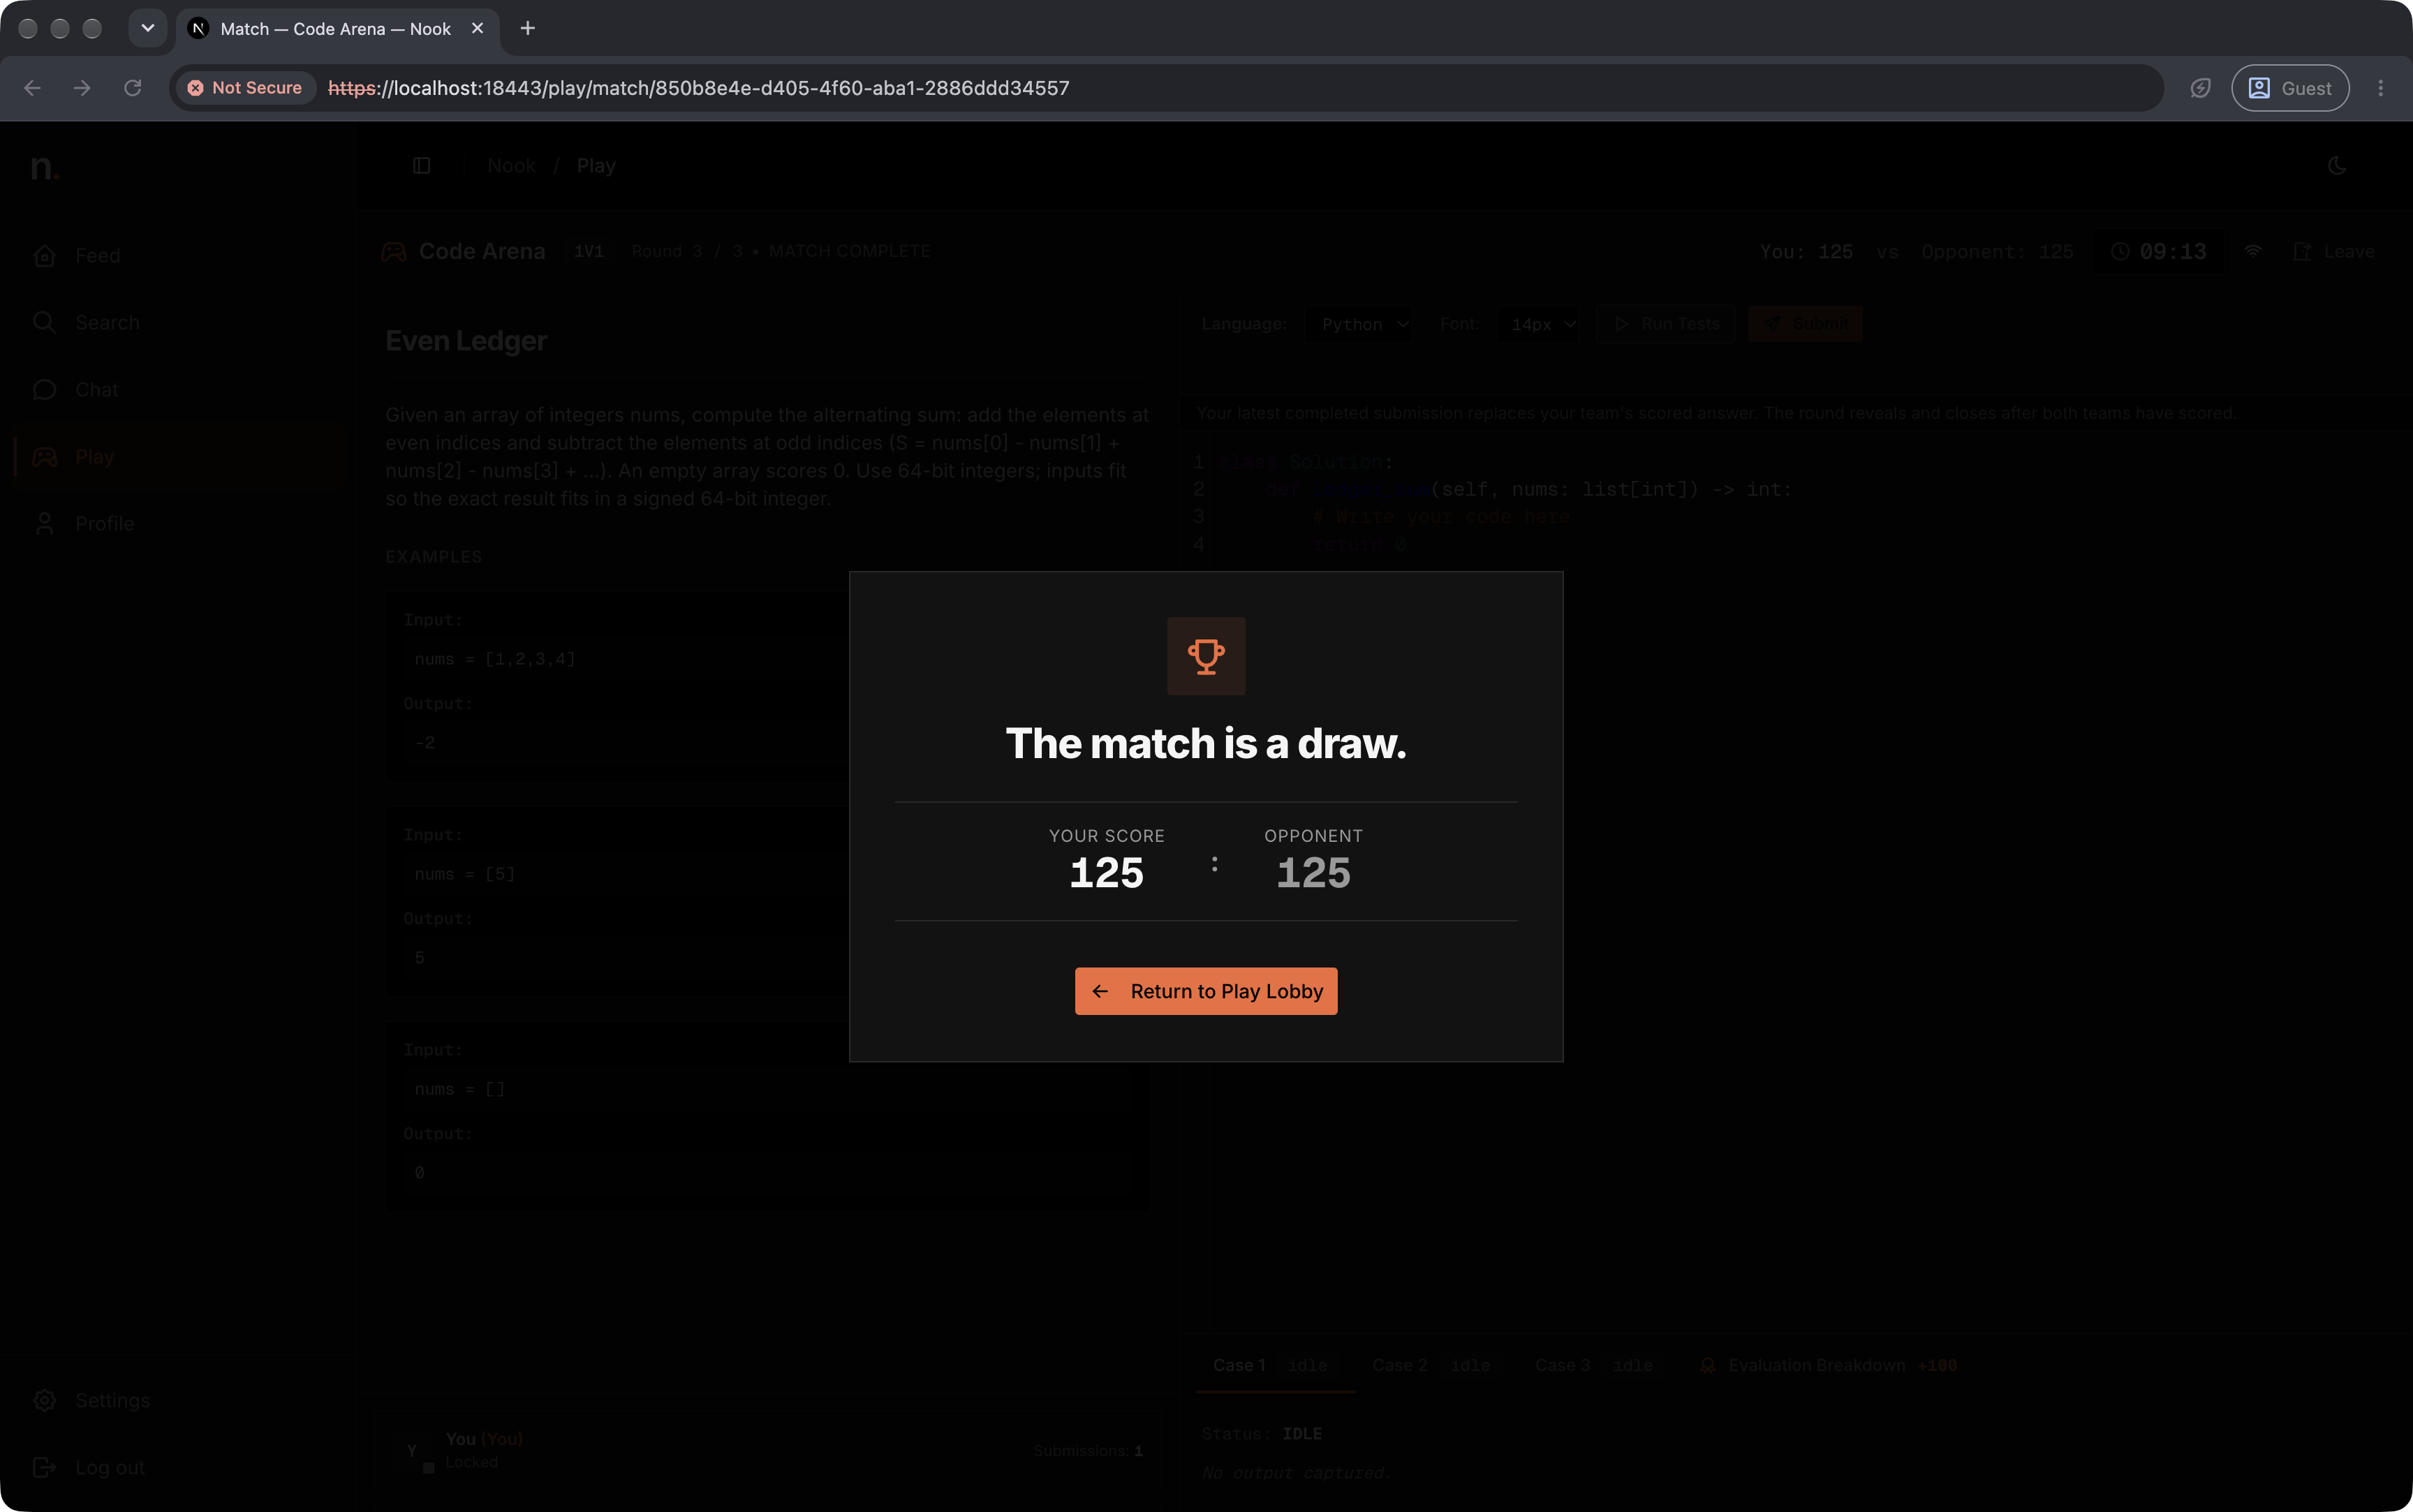 Match — Code Arena — Nook
Not Secure
https://localhost:18443/play/match/850b8e4e-d405-4f60-aba1-2886ddd34557
Guest
n.
Nook / Play
Feed
Search
Chat
Play
Profile
Settings
Log out
Code Arena 1V1 Round 3 / 3 • MATCH COMPLETE
You: 125 vs Opponent: 125 09:13 Leave
Even Ledger
Given an array of integers nums, compute the alternating sum: add the elements at
even indices and subtract the elements at odd indices (S = nums[0] - nums[1] +
nums[2] - nums[3] + ...). An empty array scores 0. Use 64-bit integers; inputs fit
so the exact result fits in a signed 64-bit integer.
EXAMPLES
Input:
nums = [1,2,3,4]
Output:
-2
Input:
nums = [5]
Output:
5
Input:
nums = []
Output:
0
Y
You (You)
Locked
Submissions: 1
Language: Python Font: 14px Run Tests Submit
Your latest completed submission replaces your team's scored answer. The round reveals and closes after both teams have scored.
1 class Solution:
2 def (self, nums: list[int]) -> int:
3 # Write your code here
4 return 0
The match is a draw.
YOUR SCORE
125
:
OPPONENT
125
Return to Play Lobby
Case 1 idle Case 2 idle Case 3 idle Evaluation Breakdown +100
Status: IDLE
No output captured.